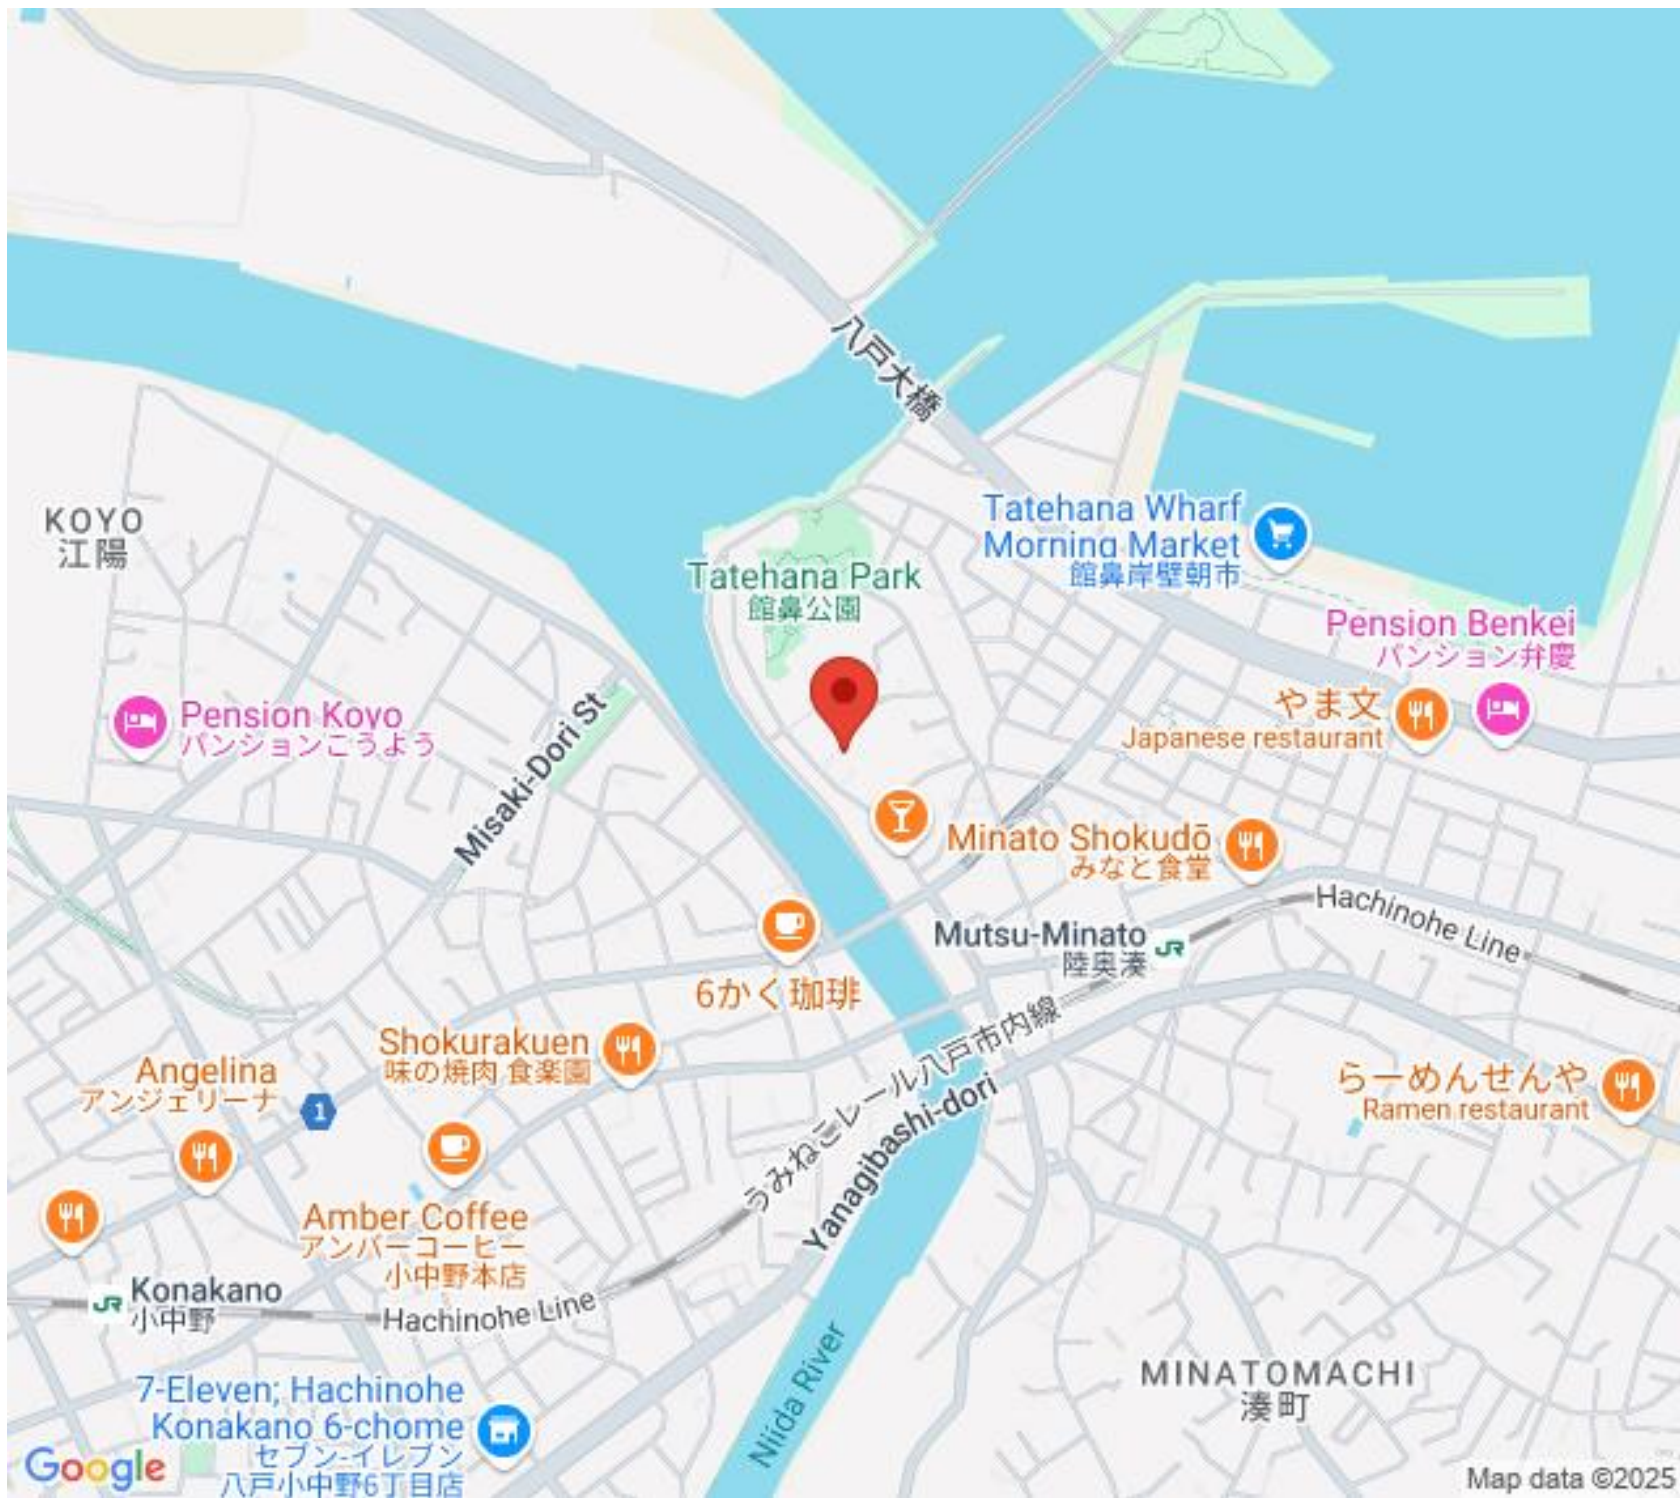 八戸大橋
KOYO
江陽
Tatehana Wharf
Morning Market
館鼻岸壁朝市
Tatehana Park
館鼻公園
Pension Benkei
パンション弁慶
やま文
Japanese restaurant
Pension Koyo
パンションこうよう
Misaki-Dori St
Minato Shokudō
みなと食堂
Hachinohe Line
Mutsu-Minato
陸奥湊
JR
6かく珈琲
Shokurakuen
味の焼肉 食楽園
うみねこレール八戸市内線
Yanagibashi-dori
らーめんせんや
Ramen restaurant
Angelina
アンジェリーナ
1
Amber Coffee
アンバーコーヒー
小中野本店
JR
Konakano
小中野
Hachinohe Line
Niida River
MINATOMACHI
湊町
7-Eleven; Hachinohe
Konakano 6-chome
セブン-イレブン
八戸小中野6丁目店
Google
Map data ©2025